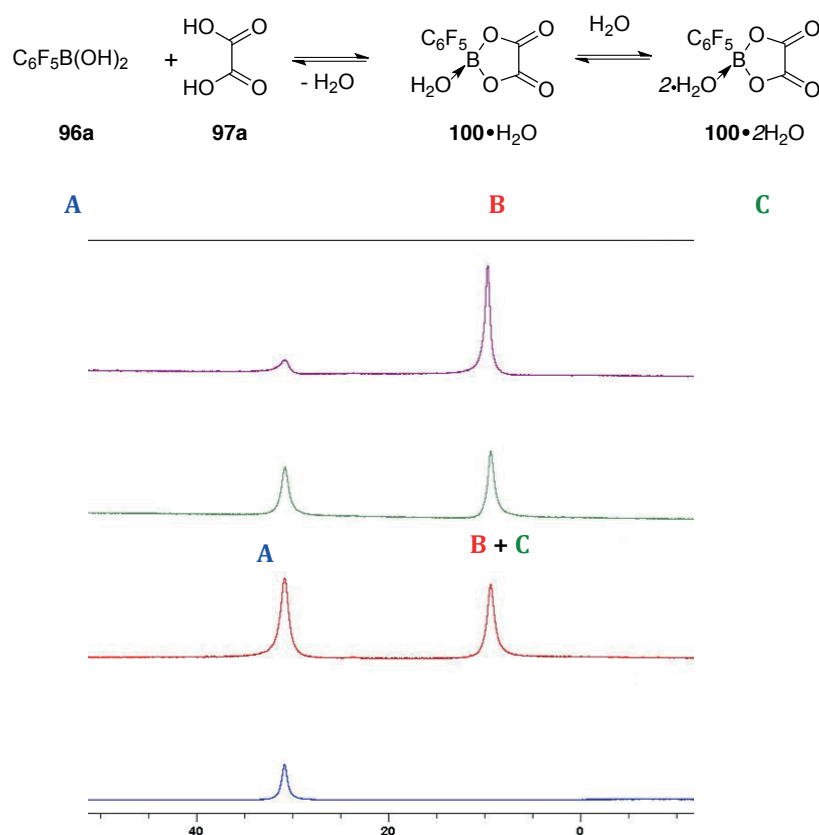 C₆F₅B(OH)₂ + HO O HO O - H₂O C₆F₅ B O O O O H₂O H₂O C₆F₅ B O O O O 2•H₂O
96a 97a 100•H₂O 100•2H₂O
A B C
A B + C
40 20 0